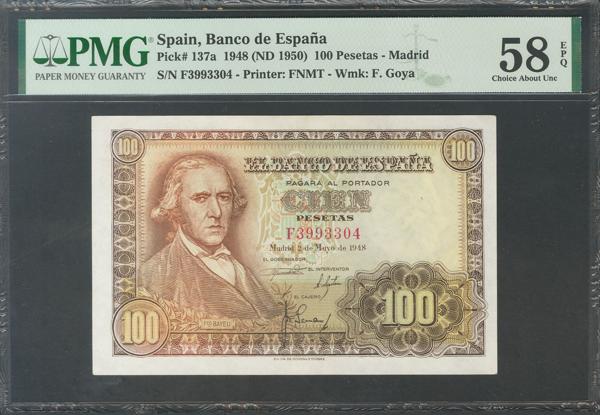 PMG
PAPER MONEY GUARANTY
Spain, Banco de España
Pick# 137a 1948 (ND 1950) 100 Pesetas - Madrid
S/N F3993304 - Printer: FNMT - Wmk: F. Goya
58 EPQ
Choice About Unc
100
100
EL BANCO DE ESPAÑA
PAGARÁ AL PORTADOR
CIEN
PESETAS
F3993304
Madrid 2 de Mayo de 1948
EL GOBERNADOR
EL INTERVENTOR
EL CAJERO
100
Fco BAYEU
100